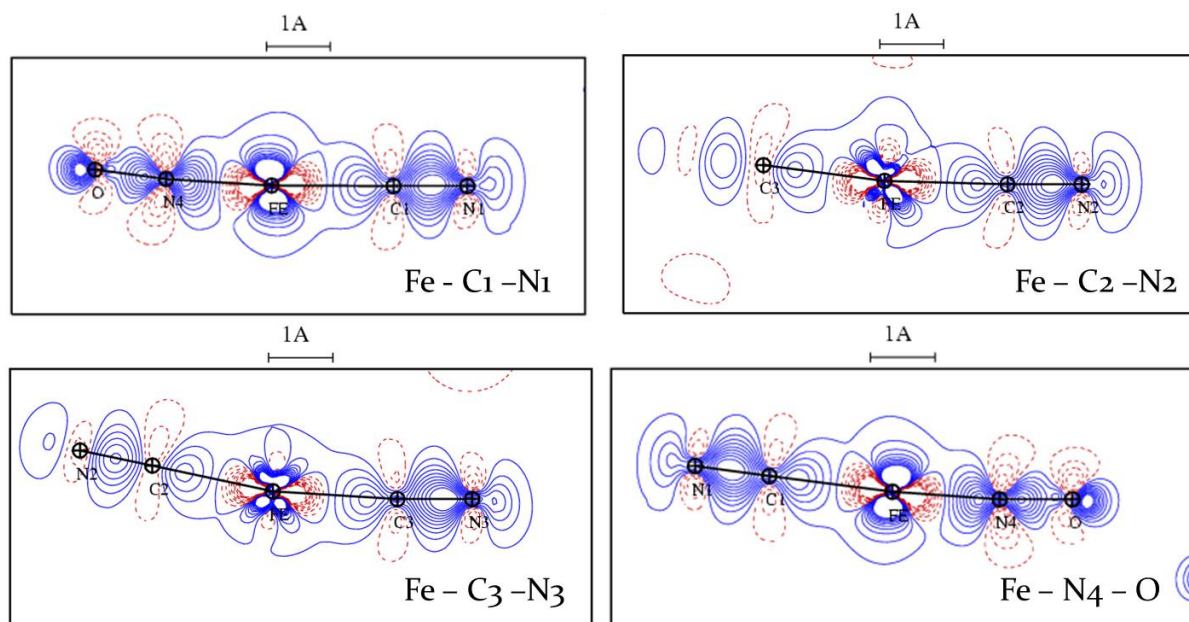 1A
O
N4
FE
C1
N1
Fe - C1 –N1
1A
C3
FE
C2
N2
Fe – C2 –N2
1A
N2
C2
FE
C3
N3
Fe – C3 –N3
1A
N1
C1
FE
N4
O
Fe – N4 – O